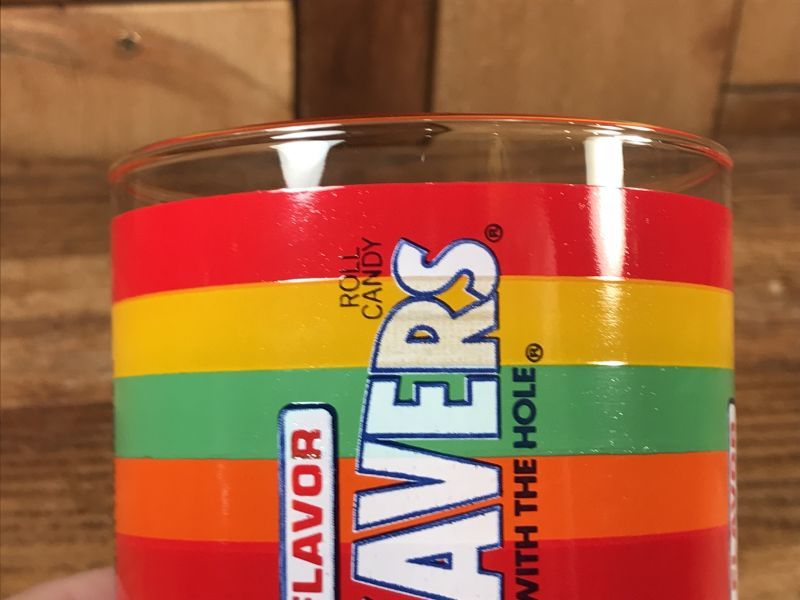 FLAVOR
ROLL
CANDY
AVERS®
WITH THE HOLE®